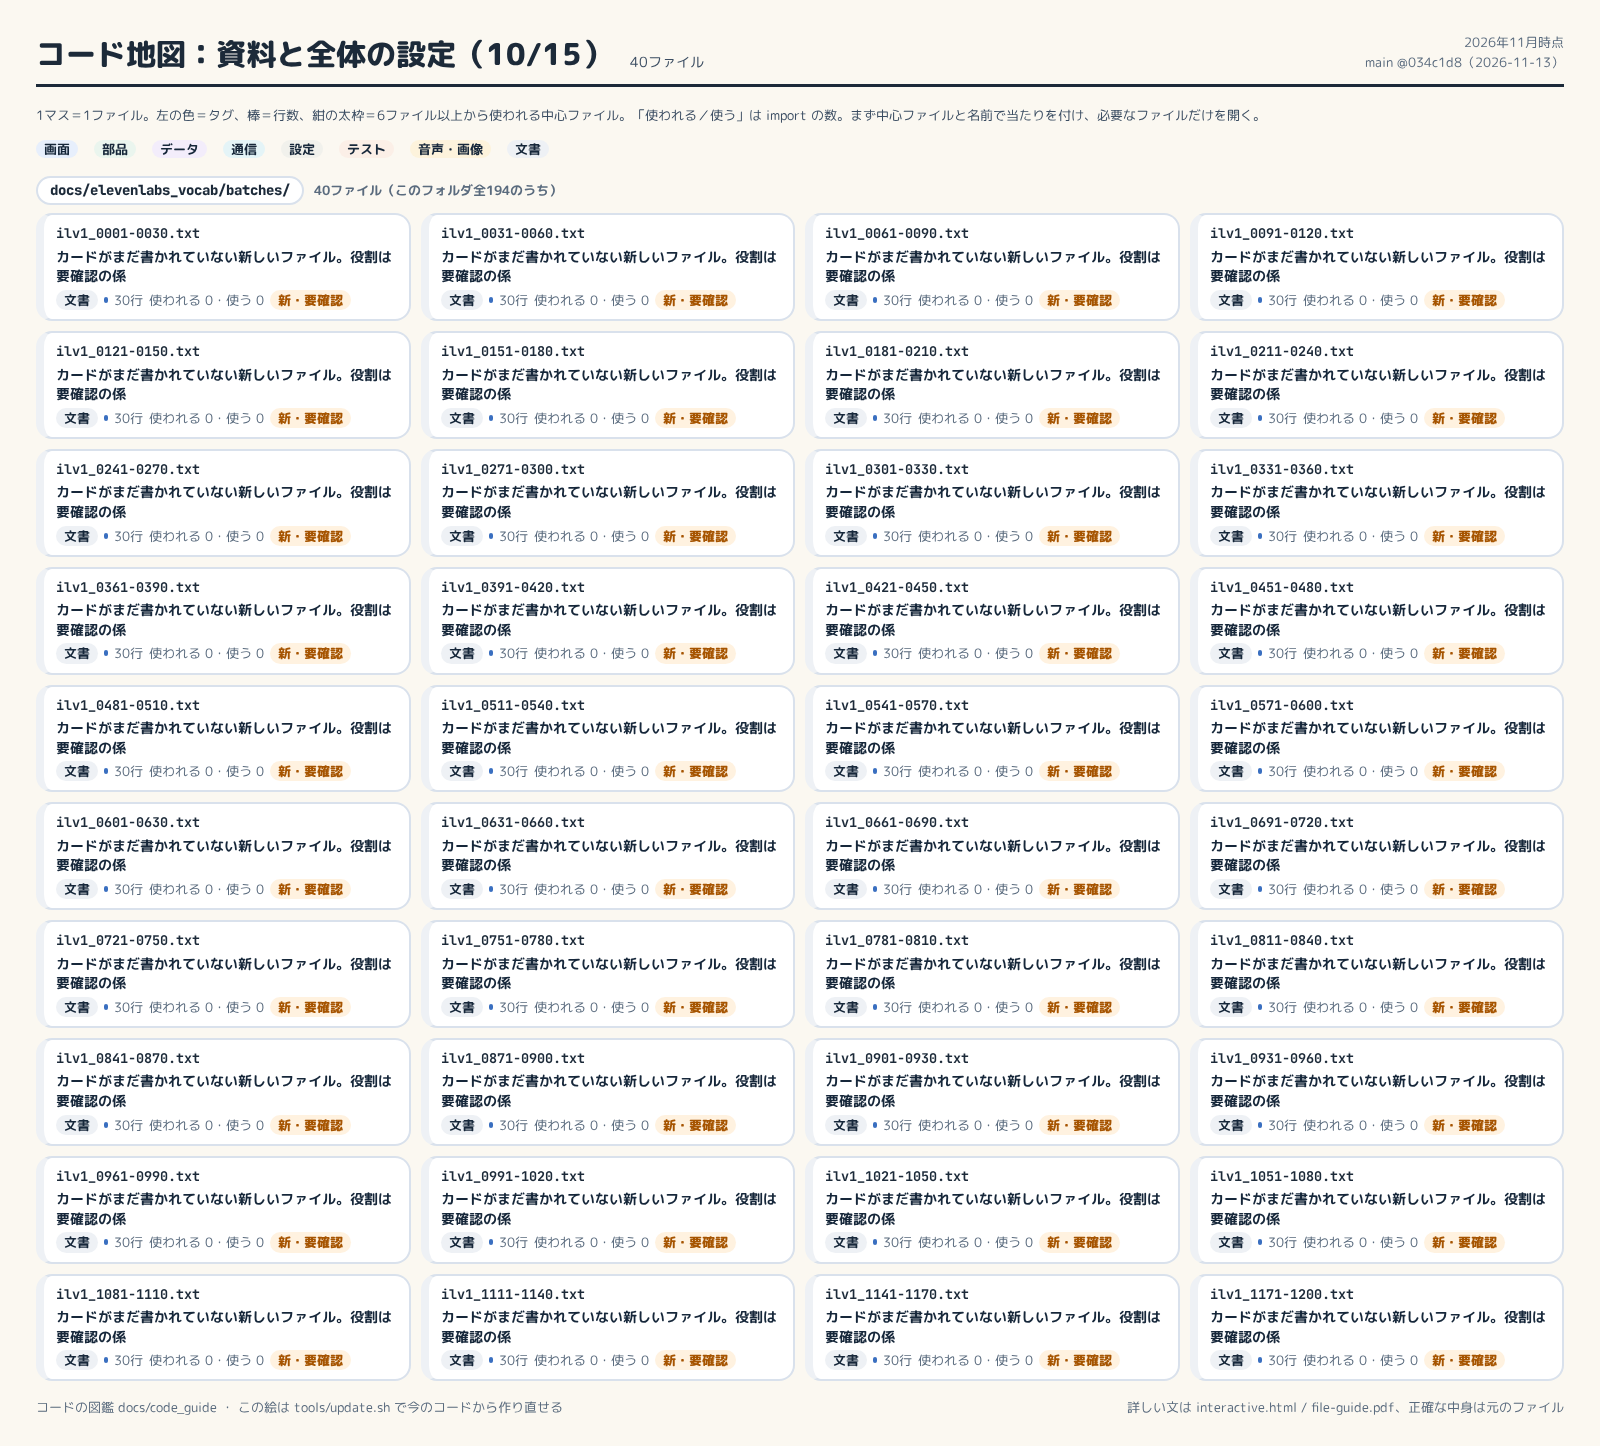 コード地図：資料と全体の設定（10/15） 40ファイル
2026年11月時点
main @034c1d8（2026-11-13）
1マス＝1ファイル。左の色＝タグ、棒＝行数、紺の太枠＝6ファイル以上から使われる中心ファイル。「使われる／使う」は import の数。まず中心ファイルと名前で当たりを付け、必要なファイルだけを開く。
画面 部品 データ 通信 設定 テスト 音声・画像 文書
docs/elevenlabs_vocab/batches/ 40ファイル（このフォルダ全194のうち）
ilv1_0001-0030.txt
カードがまだ書かれていない新しいファイル。役割は
要確認の係
文書 30行 使われる 0 · 使う 0 新・要確認
ilv1_0031-0060.txt
カードがまだ書かれていない新しいファイル。役割は
要確認の係
文書 30行 使われる 0 · 使う 0 新・要確認
ilv1_0061-0090.txt
カードがまだ書かれていない新しいファイル。役割は
要確認の係
文書 30行 使われる 0 · 使う 0 新・要確認
ilv1_0091-0120.txt
カードがまだ書かれていない新しいファイル。役割は
要確認の係
文書 30行 使われる 0 · 使う 0 新・要確認
ilv1_0121-0150.txt
カードがまだ書かれていない新しいファイル。役割は
要確認の係
文書 30行 使われる 0 · 使う 0 新・要確認
ilv1_0151-0180.txt
カードがまだ書かれていない新しいファイル。役割は
要確認の係
文書 30行 使われる 0 · 使う 0 新・要確認
ilv1_0181-0210.txt
カードがまだ書かれていない新しいファイル。役割は
要確認の係
文書 30行 使われる 0 · 使う 0 新・要確認
ilv1_0211-0240.txt
カードがまだ書かれていない新しいファイル。役割は
要確認の係
文書 30行 使われる 0 · 使う 0 新・要確認
ilv1_0241-0270.txt
カードがまだ書かれていない新しいファイル。役割は
要確認の係
文書 30行 使われる 0 · 使う 0 新・要確認
ilv1_0271-0300.txt
カードがまだ書かれていない新しいファイル。役割は
要確認の係
文書 30行 使われる 0 · 使う 0 新・要確認
ilv1_0301-0330.txt
カードがまだ書かれていない新しいファイル。役割は
要確認の係
文書 30行 使われる 0 · 使う 0 新・要確認
ilv1_0331-0360.txt
カードがまだ書かれていない新しいファイル。役割は
要確認の係
文書 30行 使われる 0 · 使う 0 新・要確認
ilv1_0361-0390.txt
カードがまだ書かれていない新しいファイル。役割は
要確認の係
文書 30行 使われる 0 · 使う 0 新・要確認
ilv1_0391-0420.txt
カードがまだ書かれていない新しいファイル。役割は
要確認の係
文書 30行 使われる 0 · 使う 0 新・要確認
ilv1_0421-0450.txt
カードがまだ書かれていない新しいファイル。役割は
要確認の係
文書 30行 使われる 0 · 使う 0 新・要確認
ilv1_0451-0480.txt
カードがまだ書かれていない新しいファイル。役割は
要確認の係
文書 30行 使われる 0 · 使う 0 新・要確認
ilv1_0481-0510.txt
カードがまだ書かれていない新しいファイル。役割は
要確認の係
文書 30行 使われる 0 · 使う 0 新・要確認
ilv1_0511-0540.txt
カードがまだ書かれていない新しいファイル。役割は
要確認の係
文書 30行 使われる 0 · 使う 0 新・要確認
ilv1_0541-0570.txt
カードがまだ書かれていない新しいファイル。役割は
要確認の係
文書 30行 使われる 0 · 使う 0 新・要確認
ilv1_0571-0600.txt
カードがまだ書かれていない新しいファイル。役割は
要確認の係
文書 30行 使われる 0 · 使う 0 新・要確認
ilv1_0601-0630.txt
カードがまだ書かれていない新しいファイル。役割は
要確認の係
文書 30行 使われる 0 · 使う 0 新・要確認
ilv1_0631-0660.txt
カードがまだ書かれていない新しいファイル。役割は
要確認の係
文書 30行 使われる 0 · 使う 0 新・要確認
ilv1_0661-0690.txt
カードがまだ書かれていない新しいファイル。役割は
要確認の係
文書 30行 使われる 0 · 使う 0 新・要確認
ilv1_0691-0720.txt
カードがまだ書かれていない新しいファイル。役割は
要確認の係
文書 30行 使われる 0 · 使う 0 新・要確認
ilv1_0721-0750.txt
カードがまだ書かれていない新しいファイル。役割は
要確認の係
文書 30行 使われる 0 · 使う 0 新・要確認
ilv1_0751-0780.txt
カードがまだ書かれていない新しいファイル。役割は
要確認の係
文書 30行 使われる 0 · 使う 0 新・要確認
ilv1_0781-0810.txt
カードがまだ書かれていない新しいファイル。役割は
要確認の係
文書 30行 使われる 0 · 使う 0 新・要確認
ilv1_0811-0840.txt
カードがまだ書かれていない新しいファイル。役割は
要確認の係
文書 30行 使われる 0 · 使う 0 新・要確認
ilv1_0841-0870.txt
カードがまだ書かれていない新しいファイル。役割は
要確認の係
文書 30行 使われる 0 · 使う 0 新・要確認
ilv1_0871-0900.txt
カードがまだ書かれていない新しいファイル。役割は
要確認の係
文書 30行 使われる 0 · 使う 0 新・要確認
ilv1_0901-0930.txt
カードがまだ書かれていない新しいファイル。役割は
要確認の係
文書 30行 使われる 0 · 使う 0 新・要確認
ilv1_0931-0960.txt
カードがまだ書かれていない新しいファイル。役割は
要確認の係
文書 30行 使われる 0 · 使う 0 新・要確認
ilv1_0961-0990.txt
カードがまだ書かれていない新しいファイル。役割は
要確認の係
文書 30行 使われる 0 · 使う 0 新・要確認
ilv1_0991-1020.txt
カードがまだ書かれていない新しいファイル。役割は
要確認の係
文書 30行 使われる 0 · 使う 0 新・要確認
ilv1_1021-1050.txt
カードがまだ書かれていない新しいファイル。役割は
要確認の係
文書 30行 使われる 0 · 使う 0 新・要確認
ilv1_1051-1080.txt
カードがまだ書かれていない新しいファイル。役割は
要確認の係
文書 30行 使われる 0 · 使う 0 新・要確認
ilv1_1081-1110.txt
カードがまだ書かれていない新しいファイル。役割は
要確認の係
文書 30行 使われる 0 · 使う 0 新・要確認
ilv1_1111-1140.txt
カードがまだ書かれていない新しいファイル。役割は
要確認の係
文書 30行 使われる 0 · 使う 0 新・要確認
ilv1_1141-1170.txt
カードがまだ書かれていない新しいファイル。役割は
要確認の係
文書 30行 使われる 0 · 使う 0 新・要確認
ilv1_1171-1200.txt
カードがまだ書かれていない新しいファイル。役割は
要確認の係
文書 30行 使われる 0 · 使う 0 新・要確認
コードの図鑑 docs/code_guide · この絵は tools/update.sh で今のコードから作り直せる
詳しい文は interactive.html / file-guide.pdf、正確な中身は元のファイル